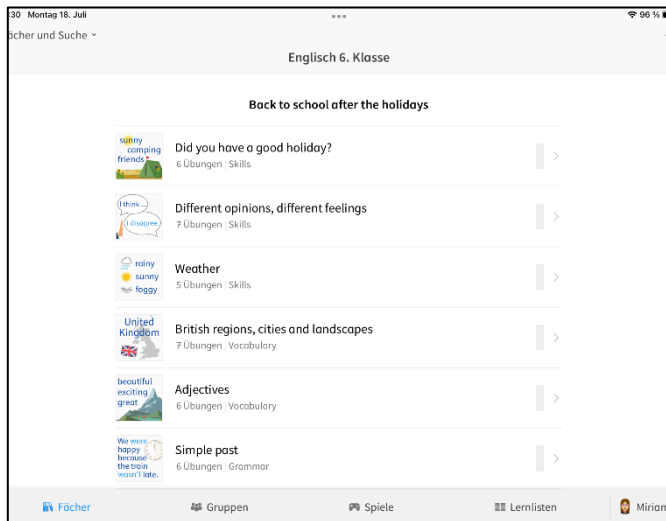 :30 Montag 18. Juli
96 %
ächer und Suche
Englisch 6. Klasse
Back to school after the holidays
sunny
camping
friends
Did you have a good holiday?
6 Übungen | Skills
I think...
I disagree
Different opinions, different feelings
7 Übungen | Skills
rainy
sunny
foggy
Weather
5 Übungen | Skills
United
Kingdom
British regions, cities and landscapes
7 Übungen | Vocabulary
beautiful
exciting
great
Adjectives
6 Übungen | Vocabulary
We were
happy
because
the train
wasn't late.
Simple past
6 Übungen | Grammar
Fächer
Gruppen
Spiele
Lernlisten
Miriam